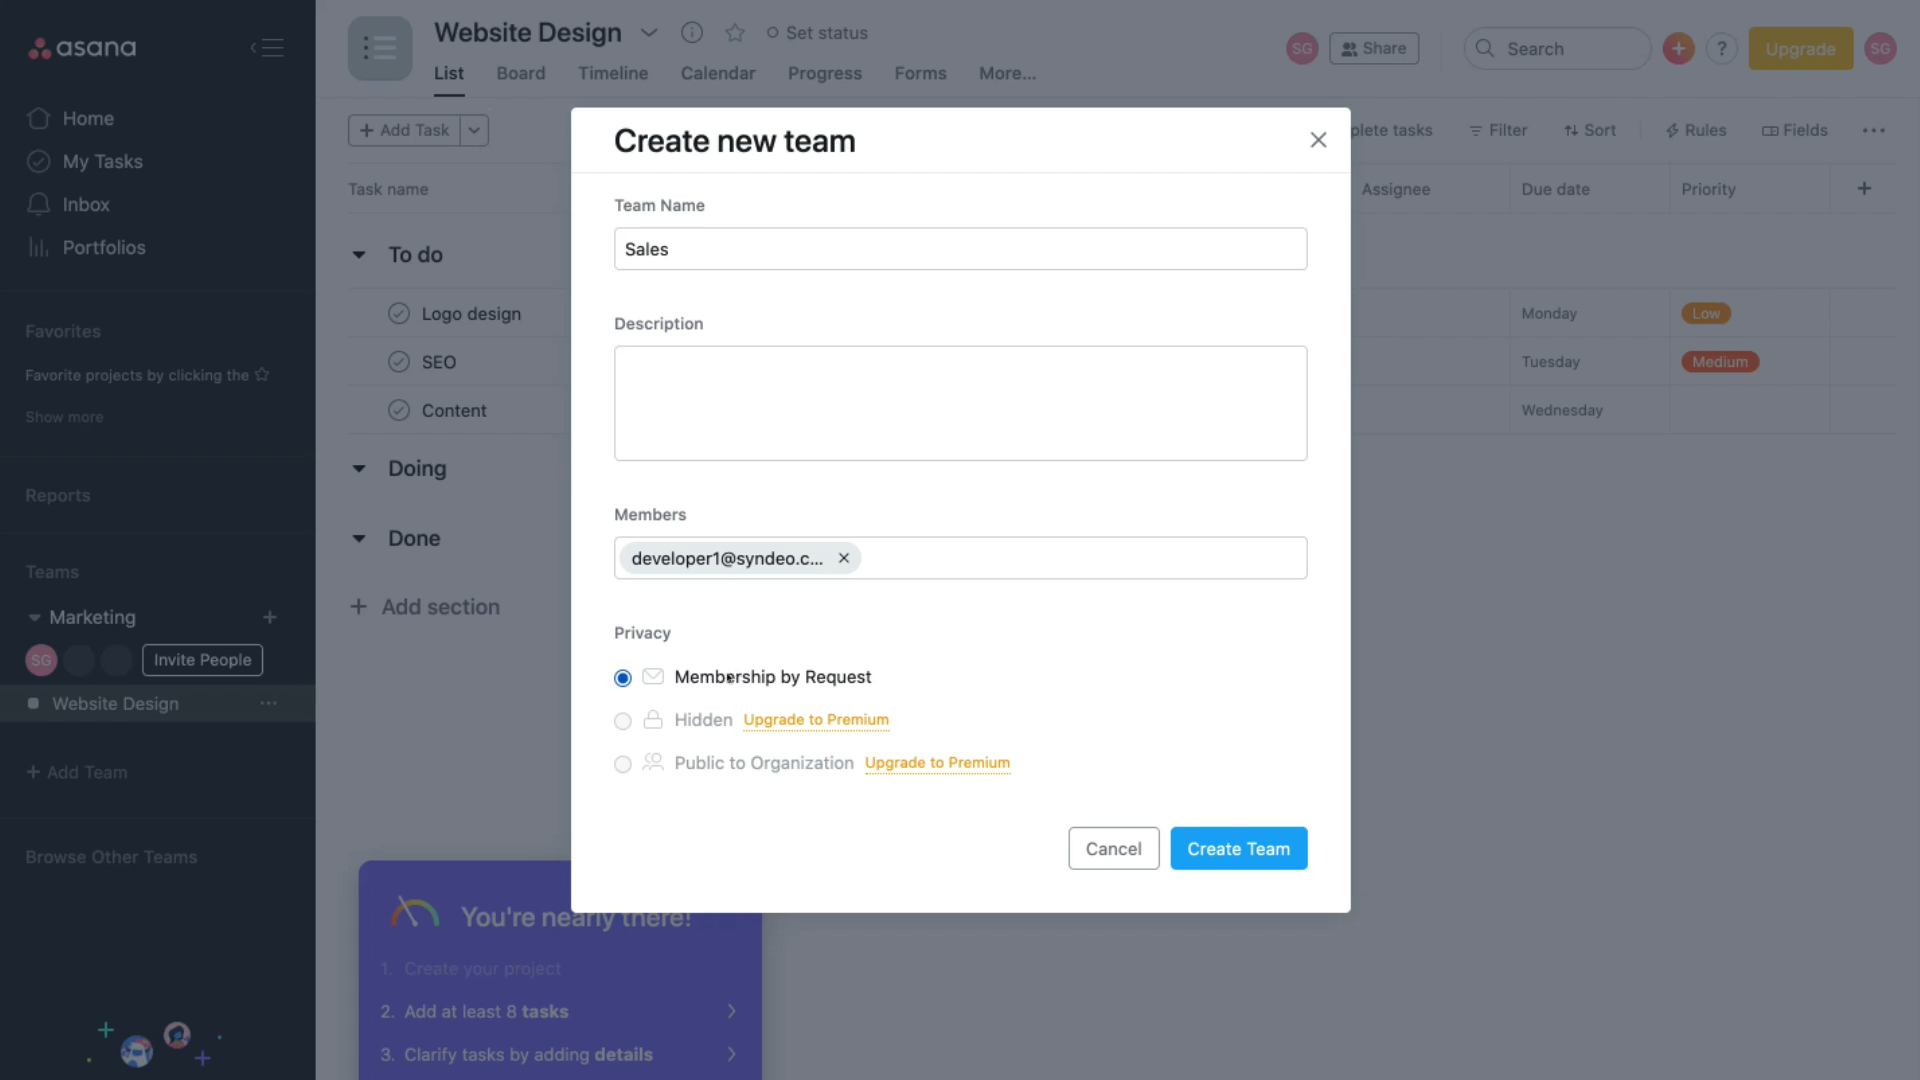 asana
Home
My Tasks
Inbox
Portfolios
Favorites
Favorite projects by clicking the
Show more
Reports
Teams
Marketing
SG
Invite People
Website Design
+ Add Team
Browse Other Teams
Website Design
Set status
List Board Timeline Calendar Progress Forms More...
SG Share
Search
?
Upgrade
SG
+ Add Task
plete tasks Filter Sort Rules Fields
Task name Assignee Due date Priority
To do
Logo design Monday Low
SEO Tuesday Medium
Content Wednesday
Doing
Done
+ Add section
Create new team
Team Name
Sales
Description
Members
developer1@syndeo.c...
Privacy
Membership by Request
Hidden Upgrade to Premium
Public to Organization Upgrade to Premium
Cancel Create Team
You're nearly there!
1. Create your project
2. Add at least 8 tasks
3. Clarify tasks by adding details